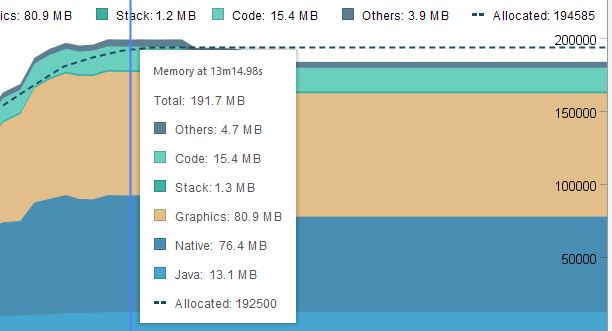 ics: 80.9 MB Stack: 1.2 MB Code: 15.4 MB Others: 3.9 MB Allocated: 194585
200000
Memory at 13m14.98s
Total: 191.7 MB
Others: 4.7 MB
150000
Code: 15.4 MB
Stack: 1.3 MB
100000
Graphics: 80.9 MB
Native: 76.4 MB
50000
Java: 13.1 MB
Allocated: 192500